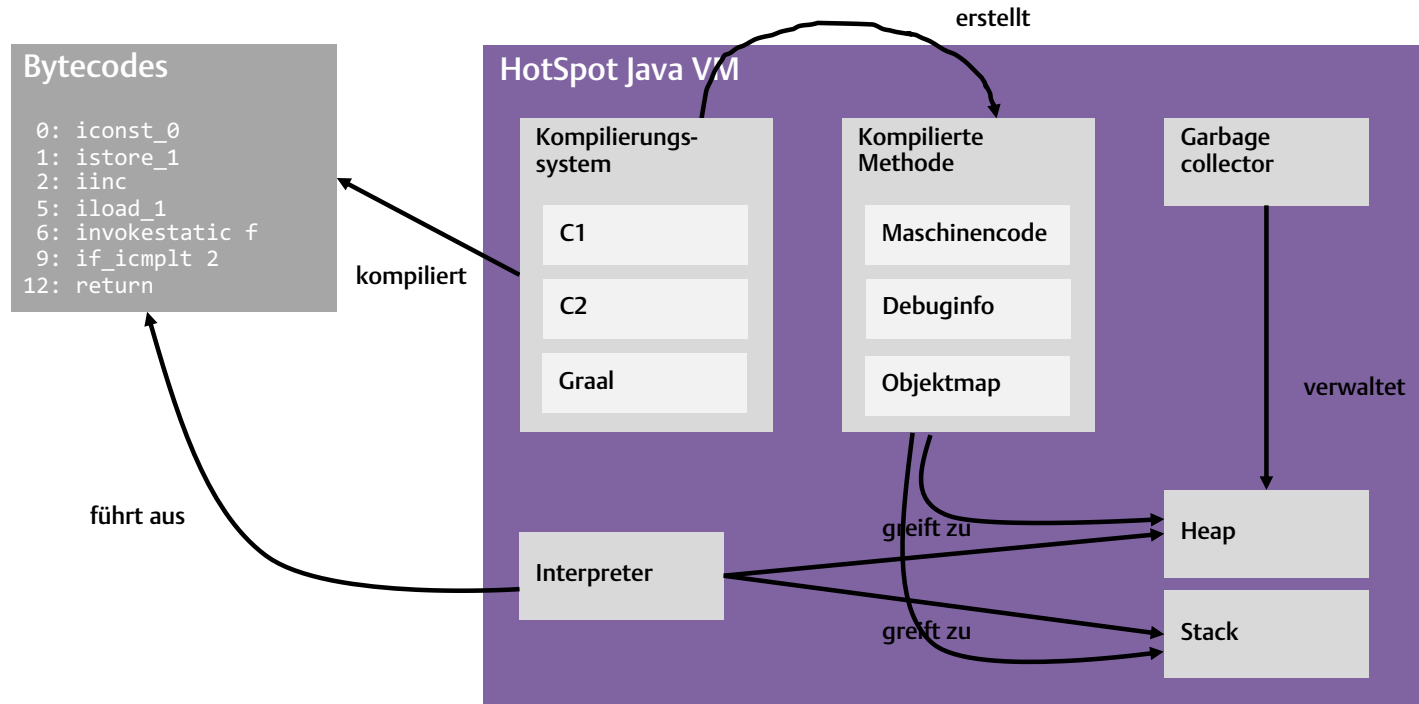 erstellt
Bytecodes
0: iconst_0
1: istore_1
2: iinc
5: iload_1
6: invokestatic f
9: if_icmplt 2
12: return
HotSpot Java VM
Kompilierungs-
system
C1
C2
Graal
Kompilierte
Methode
Maschinencode
Debuginfo
Objektmap
Garbage
collector
kompiliert
verwaltet
führt aus
greift zu
Heap
Interpreter
greift zu
Stack